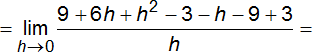 = lim h→0 (9 + 6h + h² − 3 − h − 9 + 3) / h =